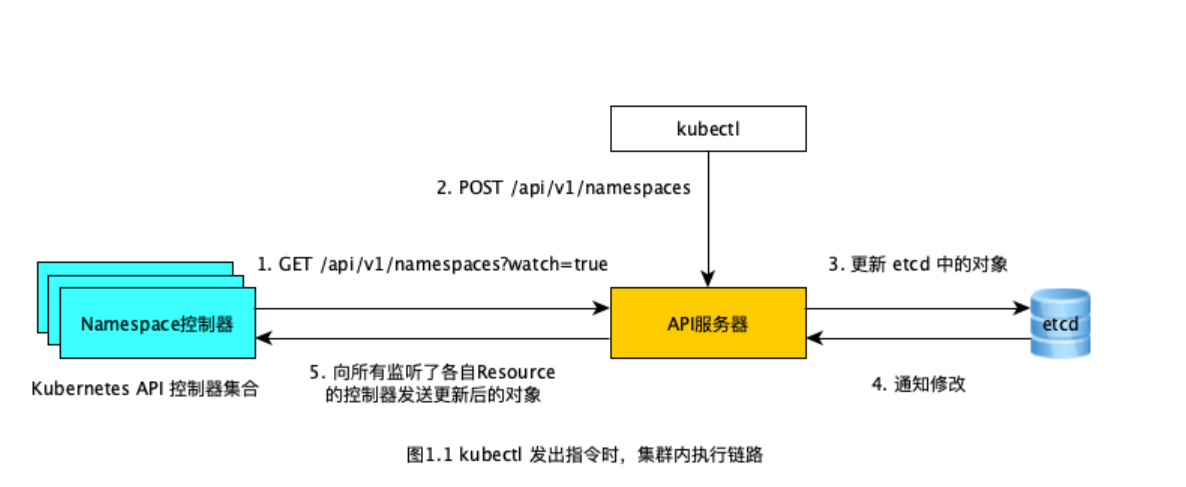 kubectl
2. POST /api/v1/namespaces
1. GET /api/v1/namespaces?watch=true
3. 更新 etcd 中的对象
Namespace控制器
API服务器
etcd
Kubernetes API 控制器集合
5. 向所有监听了各自Resource
的控制器发送更新后的对象
4. 通知修改
图1.1 kubectl 发出指令时，集群内执行链路